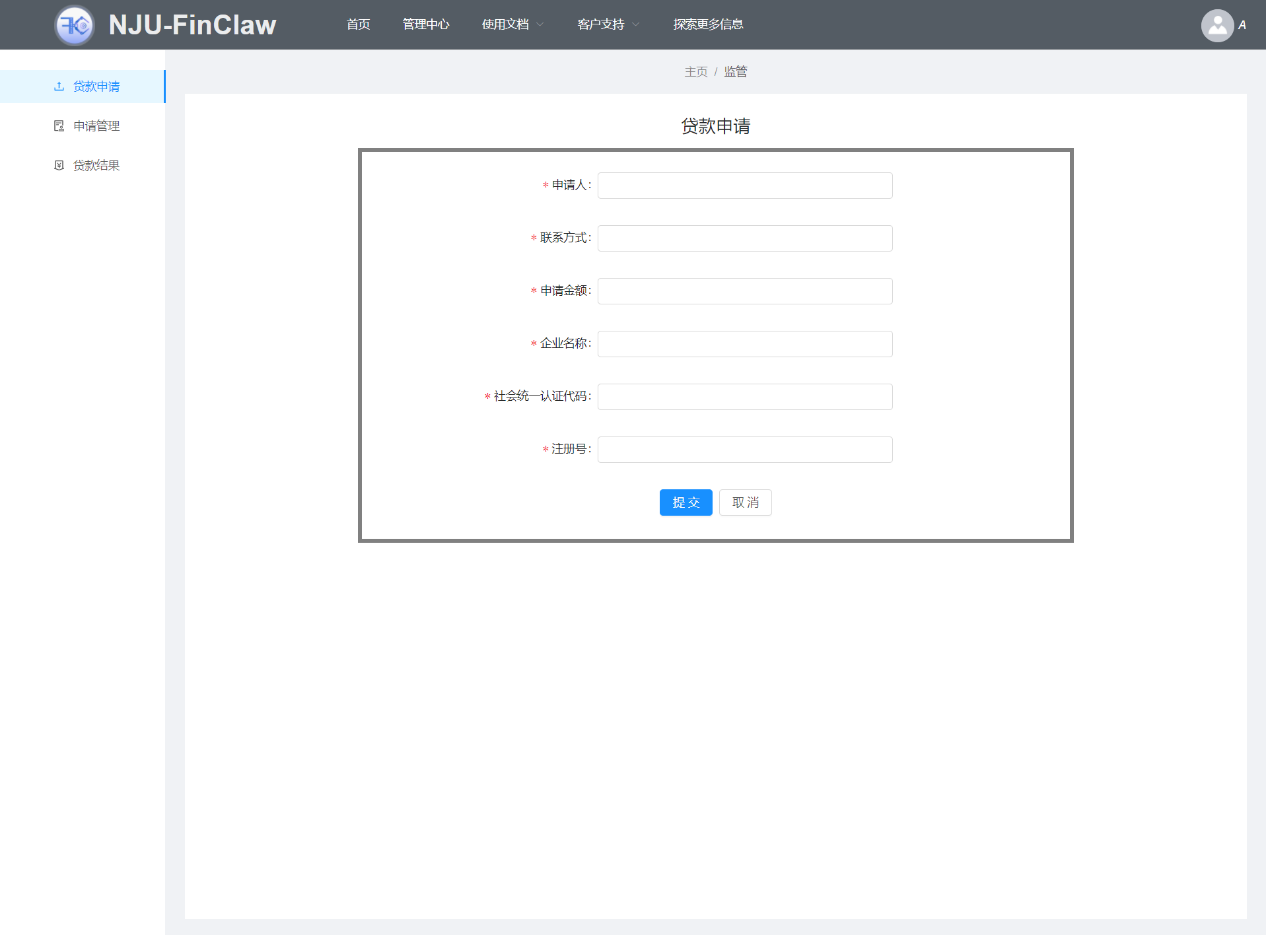 FKC NJU-FinClaw 首页 管理中心 使用文档 客户支持 探索更多信息 A
主页 / 监管
贷款申请
申请管理
贷款结果
贷款申请
* 申请人:
* 联系方式:
* 申请金额:
* 企业名称:
* 社会统一认证代码:
* 注册号:
提 交 取 消